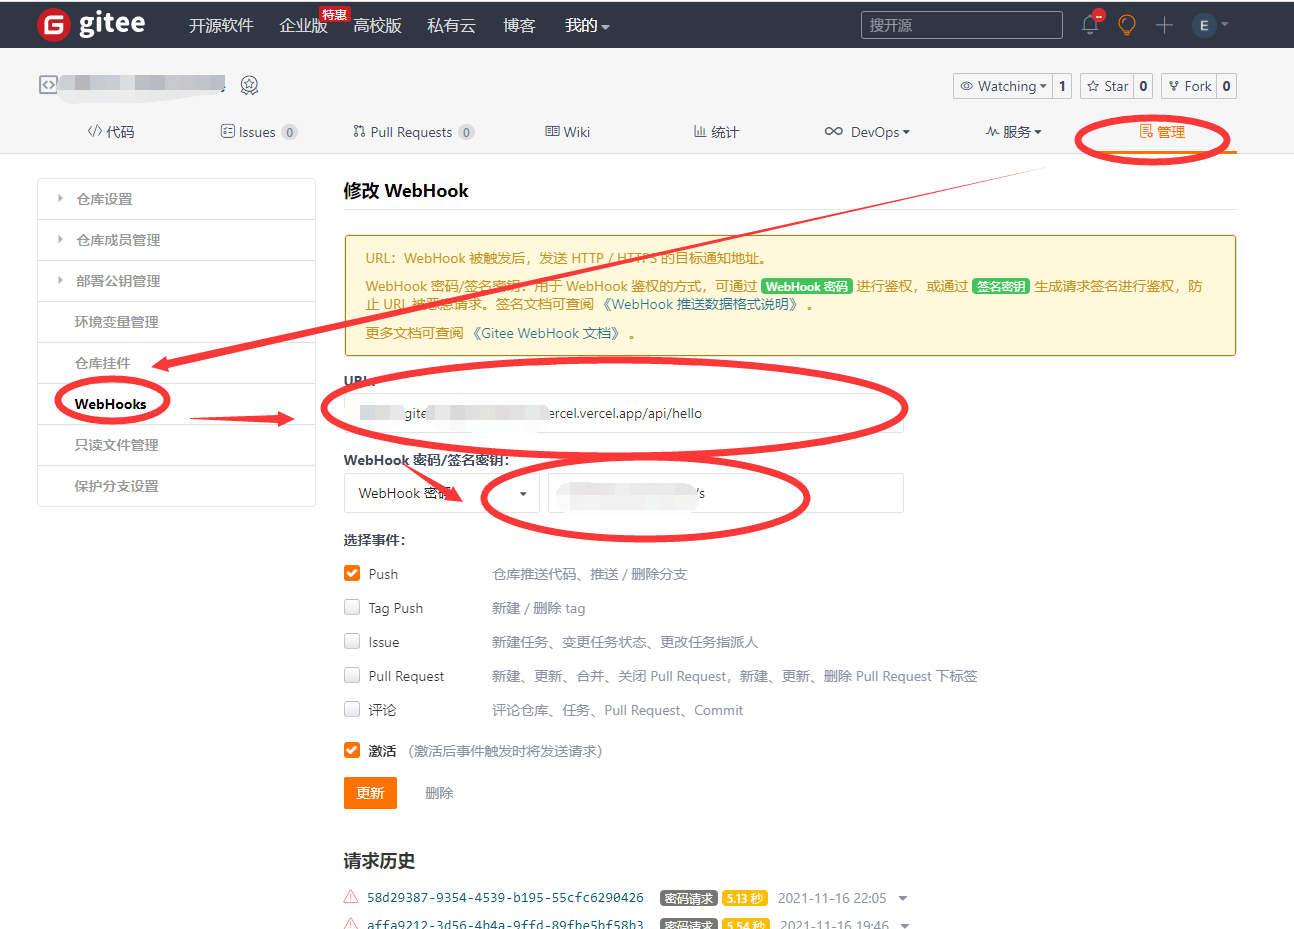 gitee 开源软件 企业版 特惠 高校版 私有云 博客 我的 搜开源 E
Watching 1 Star 0 Fork 0
代码 Issues 0 Pull Requests 0 Wiki 统计 DevOps 服务 管理
仓库设置
仓库成员管理
部署公钥管理
环境变量管理
仓库挂件
WebHooks
只读文件管理
保护分支设置
修改 WebHook
URL：WebHook 被触发后，发送 HTTP / HTTPS 的目标通知地址。
WebHook 密码/签名密钥：用于 WebHook 鉴权的方式，可通过 WebHook 密码 进行鉴权，或通过 签名密钥 生成请求签名进行鉴权，防
止 URL 被恶意请求。签名文档可查阅 《WebHook 推送数据格式说明》 。
更多文档可查阅 《Gitee WebHook 文档》 。
URL:
gite ercel.vercel.app/api/hello
WebHook 密码/签名密钥：
WebHook 密码 /s
选择事件：
Push 仓库推送代码、推送 / 删除分支
Tag Push 新建 / 删除 tag
Issue 新建任务、变更任务状态、更改任务指派人
Pull Request 新建、更新、合并、关闭 Pull Request，新建、更新、删除 Pull Request 下标签
评论 评论仓库、任务、Pull Request、Commit
激活 （激活后事件触发时将发送请求）
更新 删除
请求历史
58d29387-9354-4539-b195-55cfc6290426 密码请求 5.13 秒 2021-11-16 22:05
affa9212-3d56-4b4a-9ffd-89fbe5bf58b3 密码请求 5.54 秒 2021-11-16 19:46